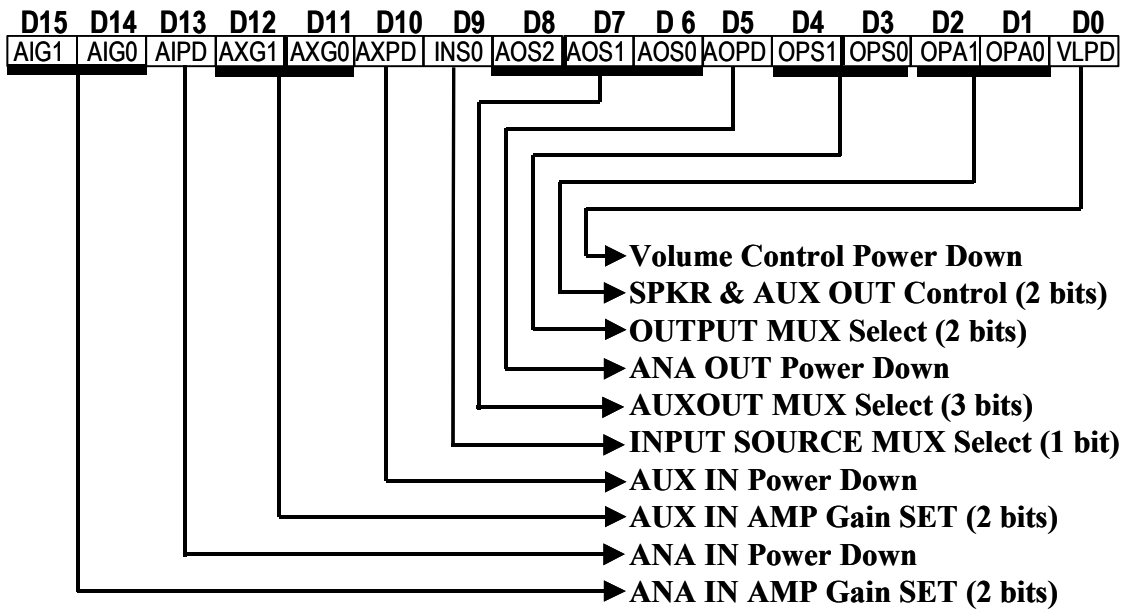 D15 D14 D13 D12 D11 D10 D9 D8 D7 D 6 D5 D4 D3 D2 D1 D0
AIG1 AIG0 AIPD AXG1 AXG0 AXPD INS0 AOS2 AOS1 AOS0 AOPD OPS1 OPS0 OPA1 OPA0 VLPD
Volume Control Power Down
SPKR & AUX OUT Control (2 bits)
OUTPUT MUX Select (2 bits)
ANA OUT Power Down
AUXOUT MUX Select (3 bits)
INPUT SOURCE MUX Select (1 bit)
AUX IN Power Down
AUX IN AMP Gain SET (2 bits)
ANA IN Power Down
ANA IN AMP Gain SET (2 bits)